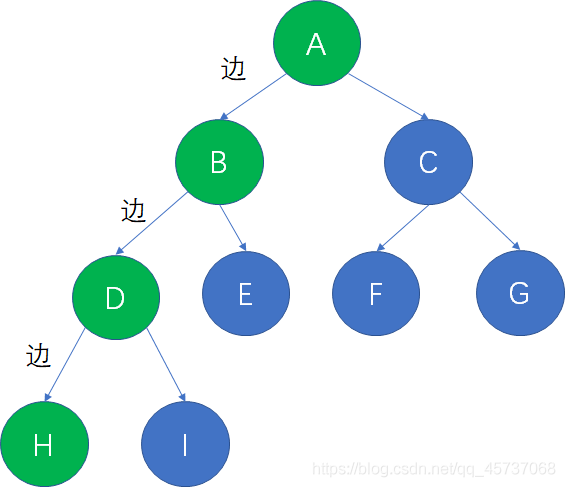 A
边
B
C
边
D
E
F
G
边
H
I
https://blog.csdn.net/qq_45737068